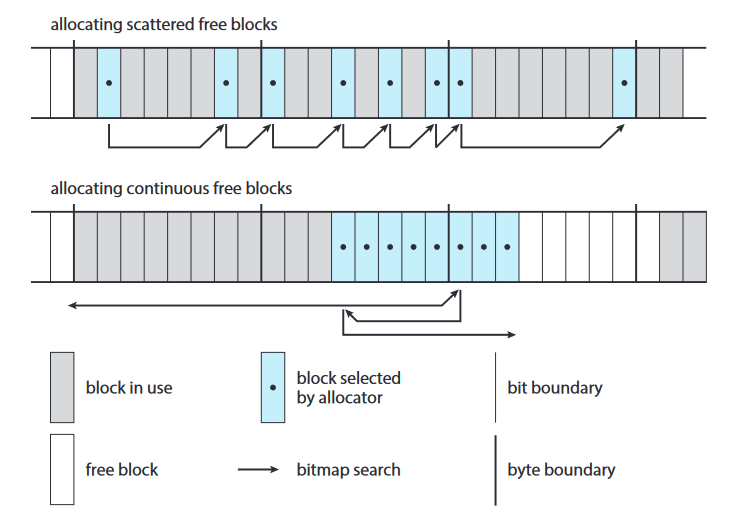 allocating scattered free blocks
allocating continuous free blocks
block in use
block selected
by allocator
bit boundary
free block
bitmap search
byte boundary